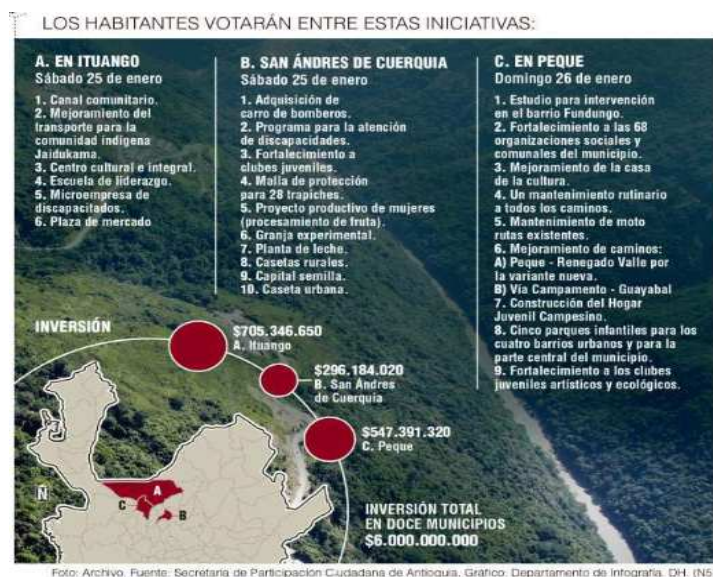 LOS HABITANTES VOTARÁN ENTRE ESTAS INICIATIVAS:
A. EN ITUANGO
Sábado 25 de enero
1. Canal comunitario.
2. Mejoramiento del
transporte para la
comunidad indígena
Jaidukama.
3. Centro cultural e integral.
4. Escuela de liderazgo.
5. Microempresa de
discapacitados.
6. Plaza de mercado
B. SAN ÁNDRES DE CUERQUIA
Sábado 25 de enero
1. Adquisición de
carro de bomberos.
2. Programa para la atención
de discapacidades.
3. Fortalecimiento a
clubes juveniles.
4. Malla de protección
para 28 trapiches.
5. Proyecto productivo de mujeres
(procesamiento de fruta).
6. Granja experimental.
7. Planta de leche.
8. Casetas rurales.
9. Capital semilla.
10. Caseta urbana.
C. EN PEQUE
Domingo 26 de enero
1. Estudio para intervención
en el barrio Fundungo.
2. Fortalecimiento a las 68
organizaciones sociales y
comunales del municipio.
3. Mejoramiento de la casa
de la cultura.
4. Un mantenimiento rutinario
a todos los caminos.
5. Mantenimiento de moto
rutas existentes.
6. Mejoramiento de caminos:
A) Peque - Renegado Valle por
la variante nueva.
B) Vía Campamento - Guayabal
7. Construcción del Hogar
Juvenil Campesino.
8. Cinco parques infantiles para los
cuatro barrios urbanos y para la
parte central del municipio.
9. Fortalecimiento a los clubes
juveniles artísticos y ecológicos.
INVERSIÓN
$705.346.650
A. Ituango
$296.184.020
B. San Ándres
de Cuerquia
$547.391.320
C. Peque
A
C
B
N
INVERSIÓN TOTAL
EN DOCE MUNICIPIOS
$6.000.000.000
Foto: Archivo. Fuente: Secretaría de Participación Ciudadana de Antioquia. Gráfico: Departamento de Infografía. DH. (N5